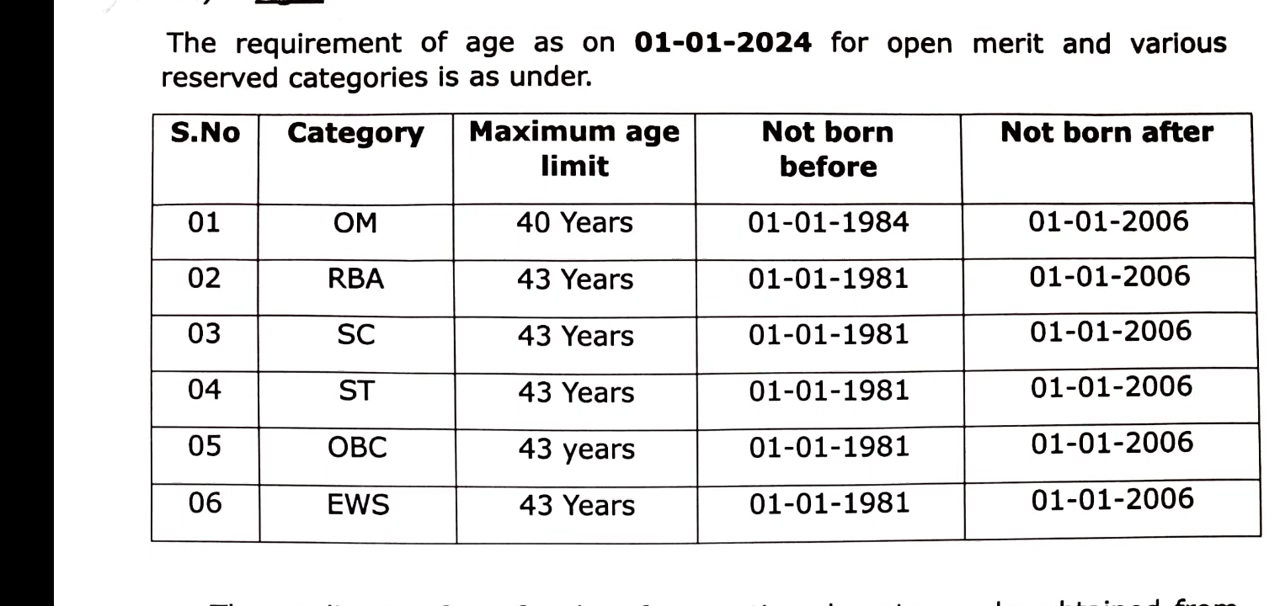 The requirement of age as on 01-01-2024 for open merit and various
reserved categories is as under.
S.No Category Maximum age limit Not born before Not born after
01 OM 40 Years 01-01-1984 01-01-2006
02 RBA 43 Years 01-01-1981 01-01-2006
03 SC 43 Years 01-01-1981 01-01-2006
04 ST 43 Years 01-01-1981 01-01-2006
05 OBC 43 years 01-01-1981 01-01-2006
06 EWS 43 Years 01-01-1981 01-01-2006